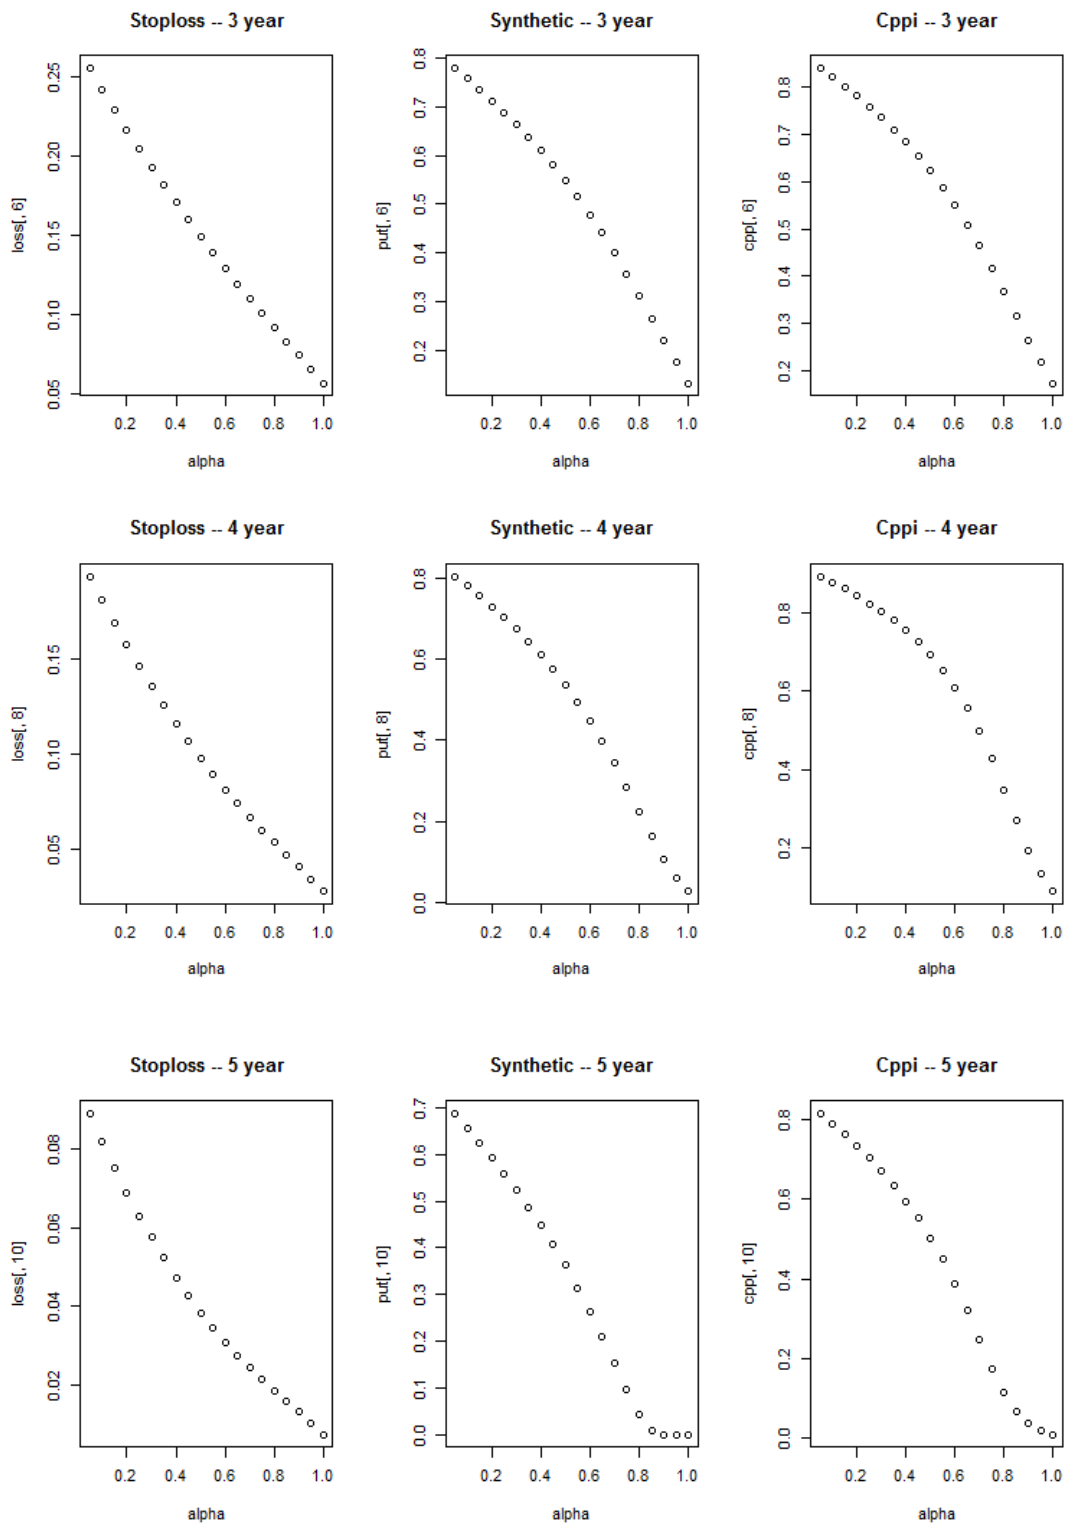 Stoploss -- 3 year
Synthetic -- 3 year
Cppi -- 3 year
loss[, 6]
0.05 0.10 0.15 0.20 0.25
0.2 0.4 0.6 0.8 1.0
alpha
put[, 6]
0.2 0.3 0.4 0.5 0.6 0.7 0.8
0.2 0.4 0.6 0.8 1.0
alpha
cpp[, 6]
0.2 0.3 0.4 0.5 0.6 0.7 0.8
0.2 0.4 0.6 0.8 1.0
alpha
Stoploss -- 4 year
Synthetic -- 4 year
Cppi -- 4 year
loss[, 8]
0.05 0.10 0.15
0.2 0.4 0.6 0.8 1.0
alpha
put[, 8]
0.0 0.2 0.4 0.6 0.8
0.2 0.4 0.6 0.8 1.0
alpha
cpp[, 8]
0.2 0.4 0.6 0.8
0.2 0.4 0.6 0.8 1.0
alpha
Stoploss -- 5 year
Synthetic -- 5 year
Cppi -- 5 year
loss[, 10]
0.02 0.04 0.06 0.08
0.2 0.4 0.6 0.8 1.0
alpha
put[, 10]
0.0 0.1 0.2 0.3 0.4 0.5 0.6 0.7
0.2 0.4 0.6 0.8 1.0
alpha
cpp[, 10]
0.0 0.2 0.4 0.6 0.8
0.2 0.4 0.6 0.8 1.0
alpha